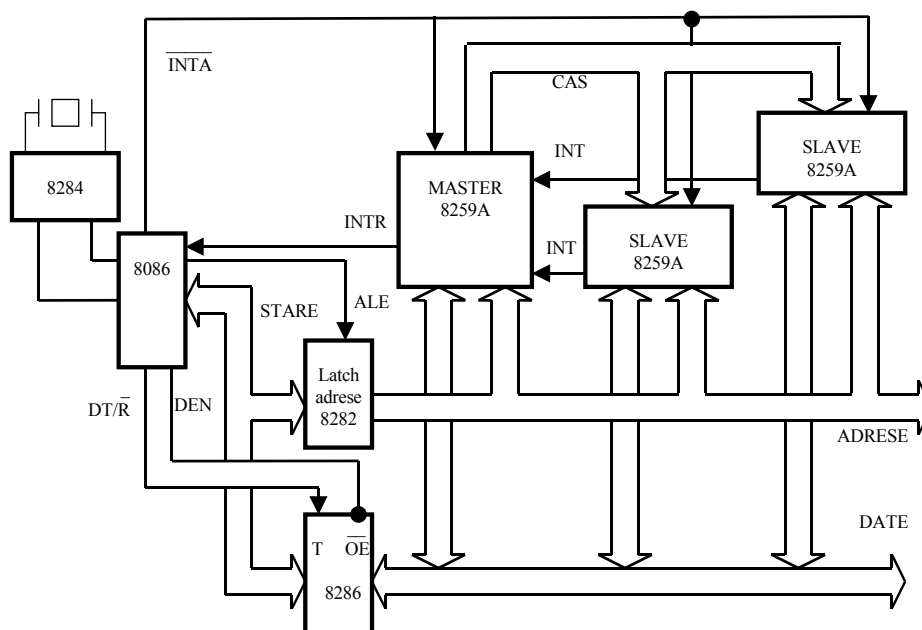 INTA
CAS
SLAVE
8259A
INT
MASTER
8259A
8284
INTR
SLAVE
8259A
INT
8086
STARE
ALE
Latch
adrese
8282
DT/R
DEN
ADRESE
DATE
T
OE
8286